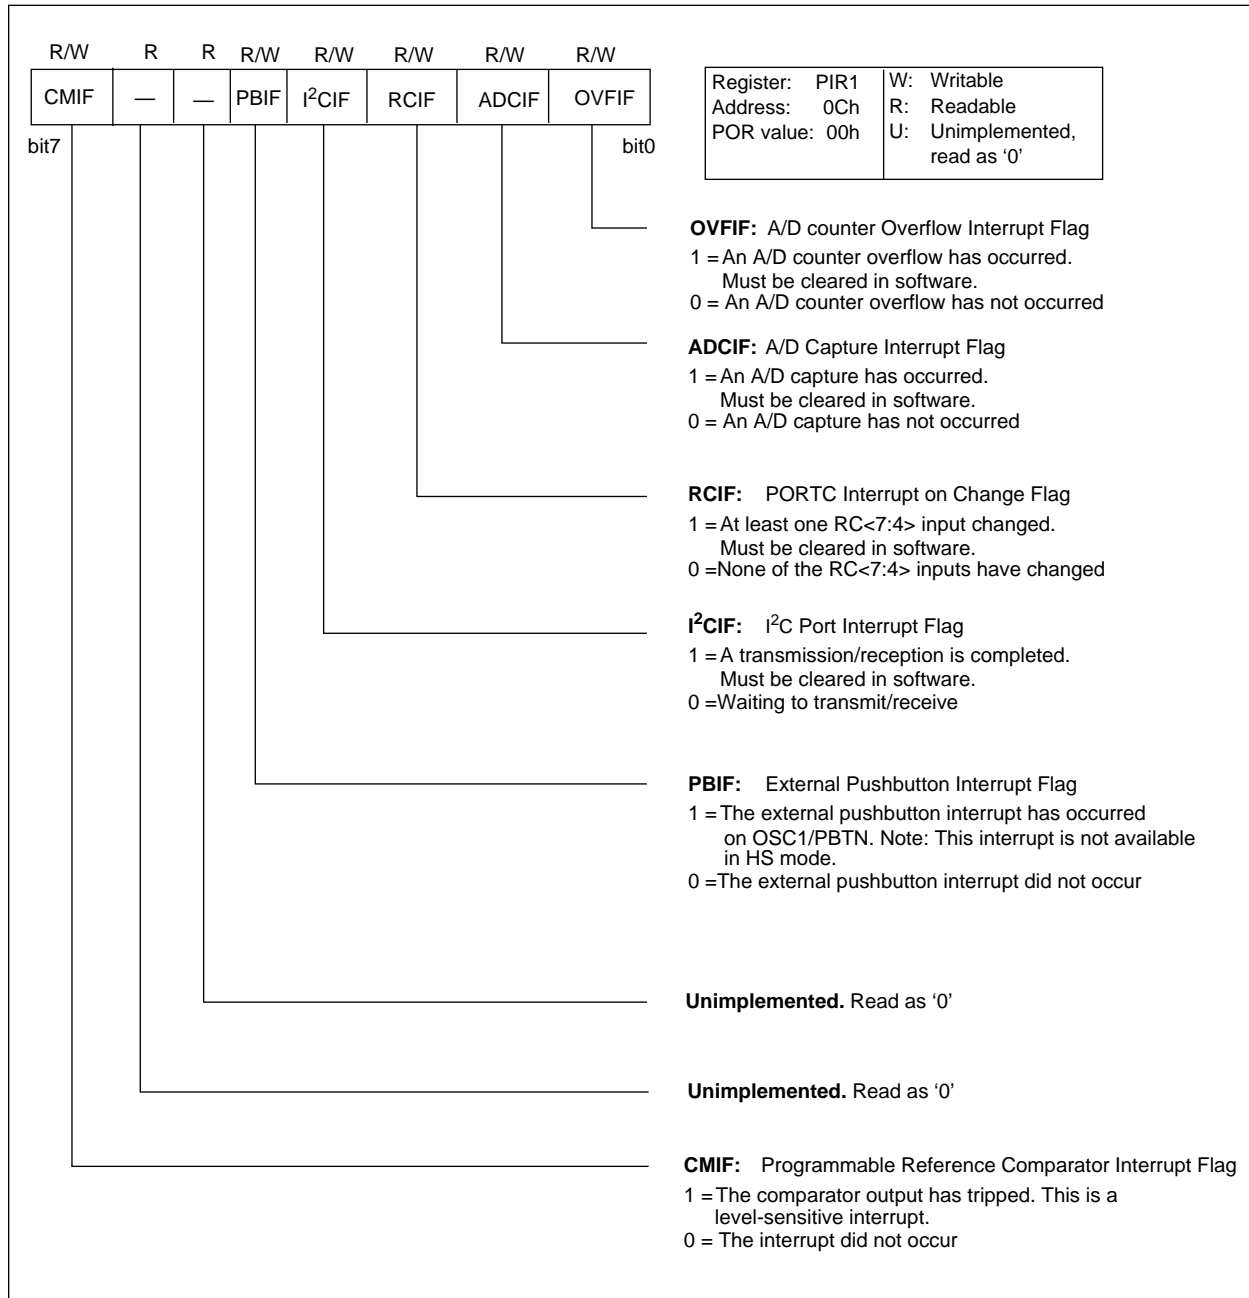 R/W R R R/W R/W R/W R/W R/W
CMIF — — PBIF I²CIF RCIF ADCIF OVFIF
bit7 bit0
Register: PIR1
Address: 0Ch
POR value: 00h
W: Writable
R: Readable
U: Unimplemented,
read as ‘0’
OVFIF: A/D counter Overflow Interrupt Flag
1 = An A/D counter overflow has occurred.
Must be cleared in software.
0 = An A/D counter overflow has not occurred
ADCIF: A/D Capture Interrupt Flag
1 = An A/D capture has occurred.
Must be cleared in software.
0 = An A/D capture has not occurred
RCIF: PORTC Interrupt on Change Flag
1 = At least one RC<7:4> input changed.
Must be cleared in software.
0 =None of the RC<7:4> inputs have changed
I²CIF: I²C Port Interrupt Flag
1 = A transmission/reception is completed.
Must be cleared in software.
0 =Waiting to transmit/receive
PBIF: External Pushbutton Interrupt Flag
1 = The external pushbutton interrupt has occurred
on OSC1/PBTN. Note: This interrupt is not available
in HS mode.
0 =The external pushbutton interrupt did not occur
Unimplemented. Read as ‘0’
Unimplemented. Read as ‘0’
CMIF: Programmable Reference Comparator Interrupt Flag
1 = The comparator output has tripped. This is a
level-sensitive interrupt.
0 = The interrupt did not occur